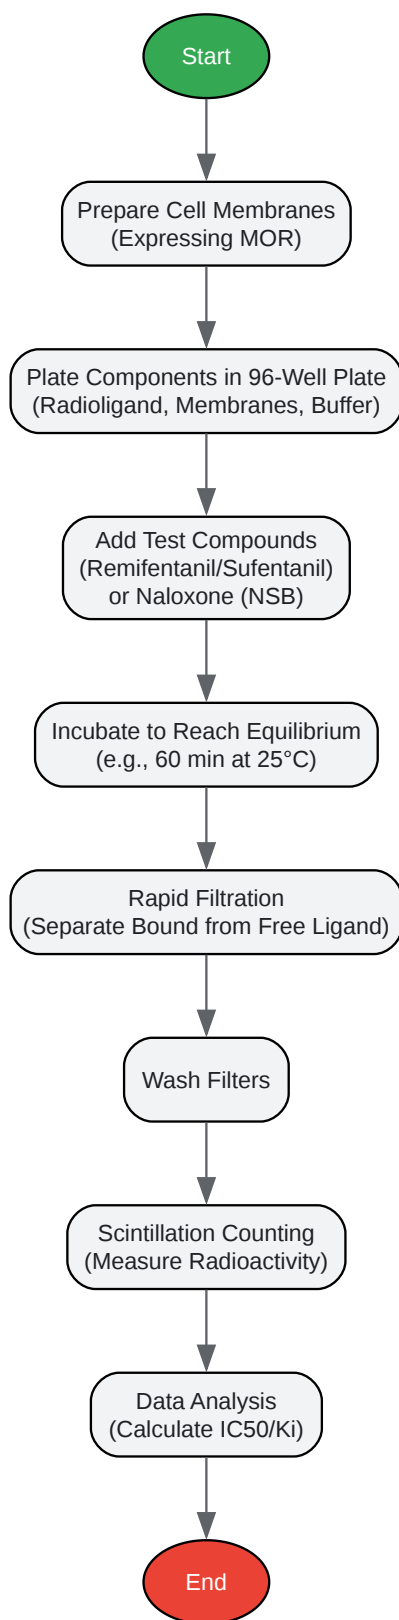 Start
Prepare Cell Membranes
(Expressing MOR)
Plate Components in 96-Well Plate
(Radioligand, Membranes, Buffer)
Add Test Compounds
(Remifentanil/Sufentanil)
or Naloxone (NSB)
Incubate to Reach Equilibrium
(e.g., 60 min at 25°C)
Rapid Filtration
(Separate Bound from Free Ligand)
Wash Filters
Scintillation Counting
(Measure Radioactivity)
Data Analysis
(Calculate IC50/Ki)
End